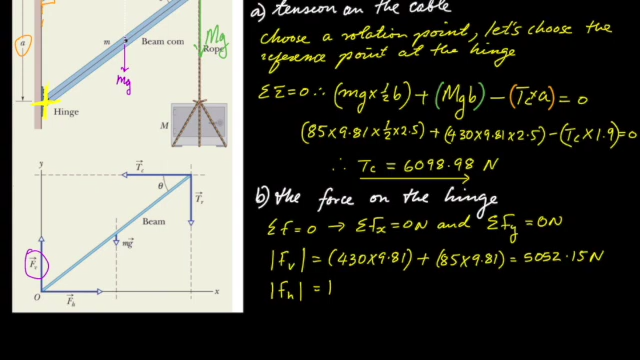 a) tension on the cable
choose a rotation point, let's choose the
reference point at the hinge
Στ=0 ∴ (mg×½b) + (Mgb) − (Tc×a) = 0
(85×9.81×½×2.5) + (430×9.81×2.5) − (Tc×1.9) = 0
∴ Tc = 6098.98 N
b) the force on the hinge
Σf=0 → Σfx=0N and Σfy=0N
|Fv| = (430×9.81) + (85×9.81) = 5052.15N
|fh| = |
a
m
Beam com
mg
Mg
Rope
Hinge
M
y
Tc
θ
Tr
Beam
mg
Fv
O
Fh
x